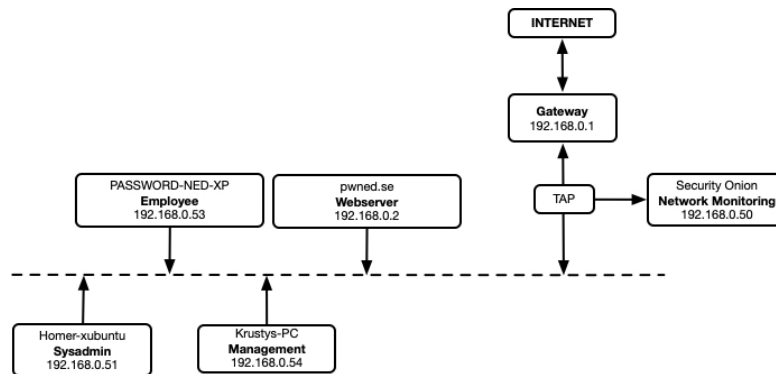 INTERNET
Gateway
192.168.0.1
PASSWORD-NED-XP
Employee
192.168.0.53
pwned.se
Webserver
192.168.0.2
TAP
Security Onion
Network Monitoring
192.168.0.50
Homer-xubuntu
Sysadmin
192.168.0.51
Krustys-PC
Management
192.168.0.54